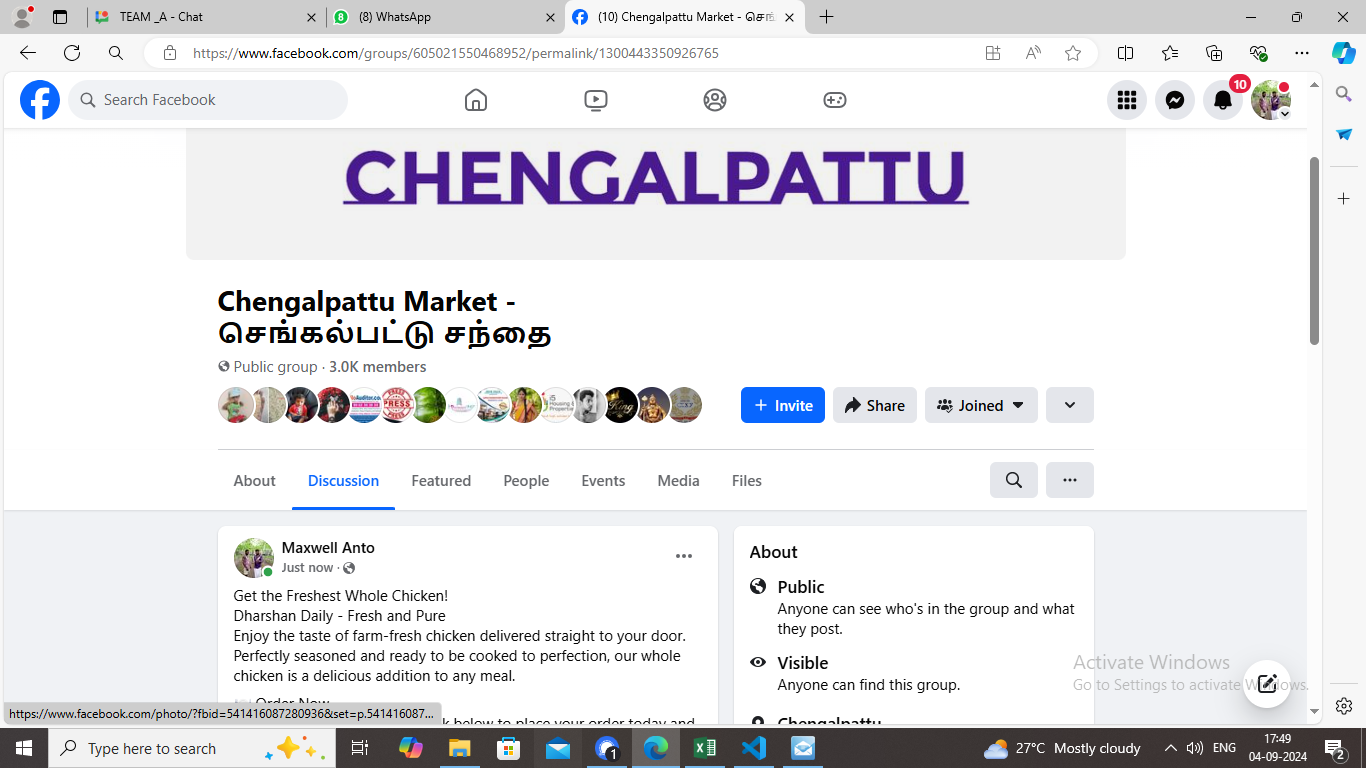 TEAM _A - Chat
(8) WhatsApp
(10) Chengalpattu Market - செங்
https://www.facebook.com/groups/605021550468952/permalink/1300443350926765
Search Facebook
10
CHENGALPATTU
Chengalpattu Market -
செங்கல்பட்டு சந்தை
Public group · 3.0K members
Invite
Share
Joined
About
Discussion
Featured
People
Events
Media
Files
Maxwell Anto
Just now ·
Get the Freshest Whole Chicken!
Dharshan Daily - Fresh and Pure
Enjoy the taste of farm-fresh chicken delivered straight to your door.
Perfectly seasoned and ready to be cooked to perfection, our whole
chicken is a delicious addition to any meal.
Order Now
below to place your order today and
About
Public
Anyone can see who's in the group and what
they post.
Visible
Anyone can find this group.
Chengalpattu
Activate Windows
Go to Settings to activate Windows.
https://www.facebook.com/photo/?fbid=541416087280936&set=p.541416087...
Type here to search
1
27°C Mostly cloudy
ENG
17:49
04-09-2024
2